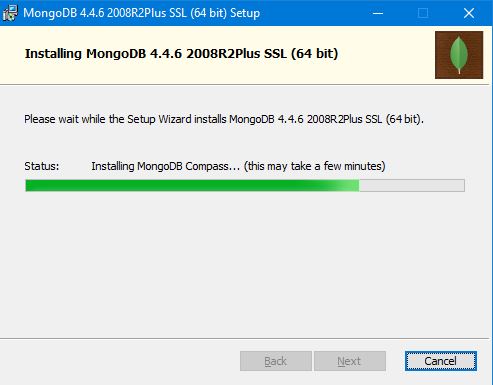 MongoDB 4.4.6 2008R2Plus SSL (64 bit) Setup
Installing MongoDB 4.4.6 2008R2Plus SSL (64 bit)
Please wait while the Setup Wizard installs MongoDB 4.4.6 2008R2Plus SSL (64 bit).
Status: Installing MongoDB Compass... (this may take a few minutes)
Back Next Cancel